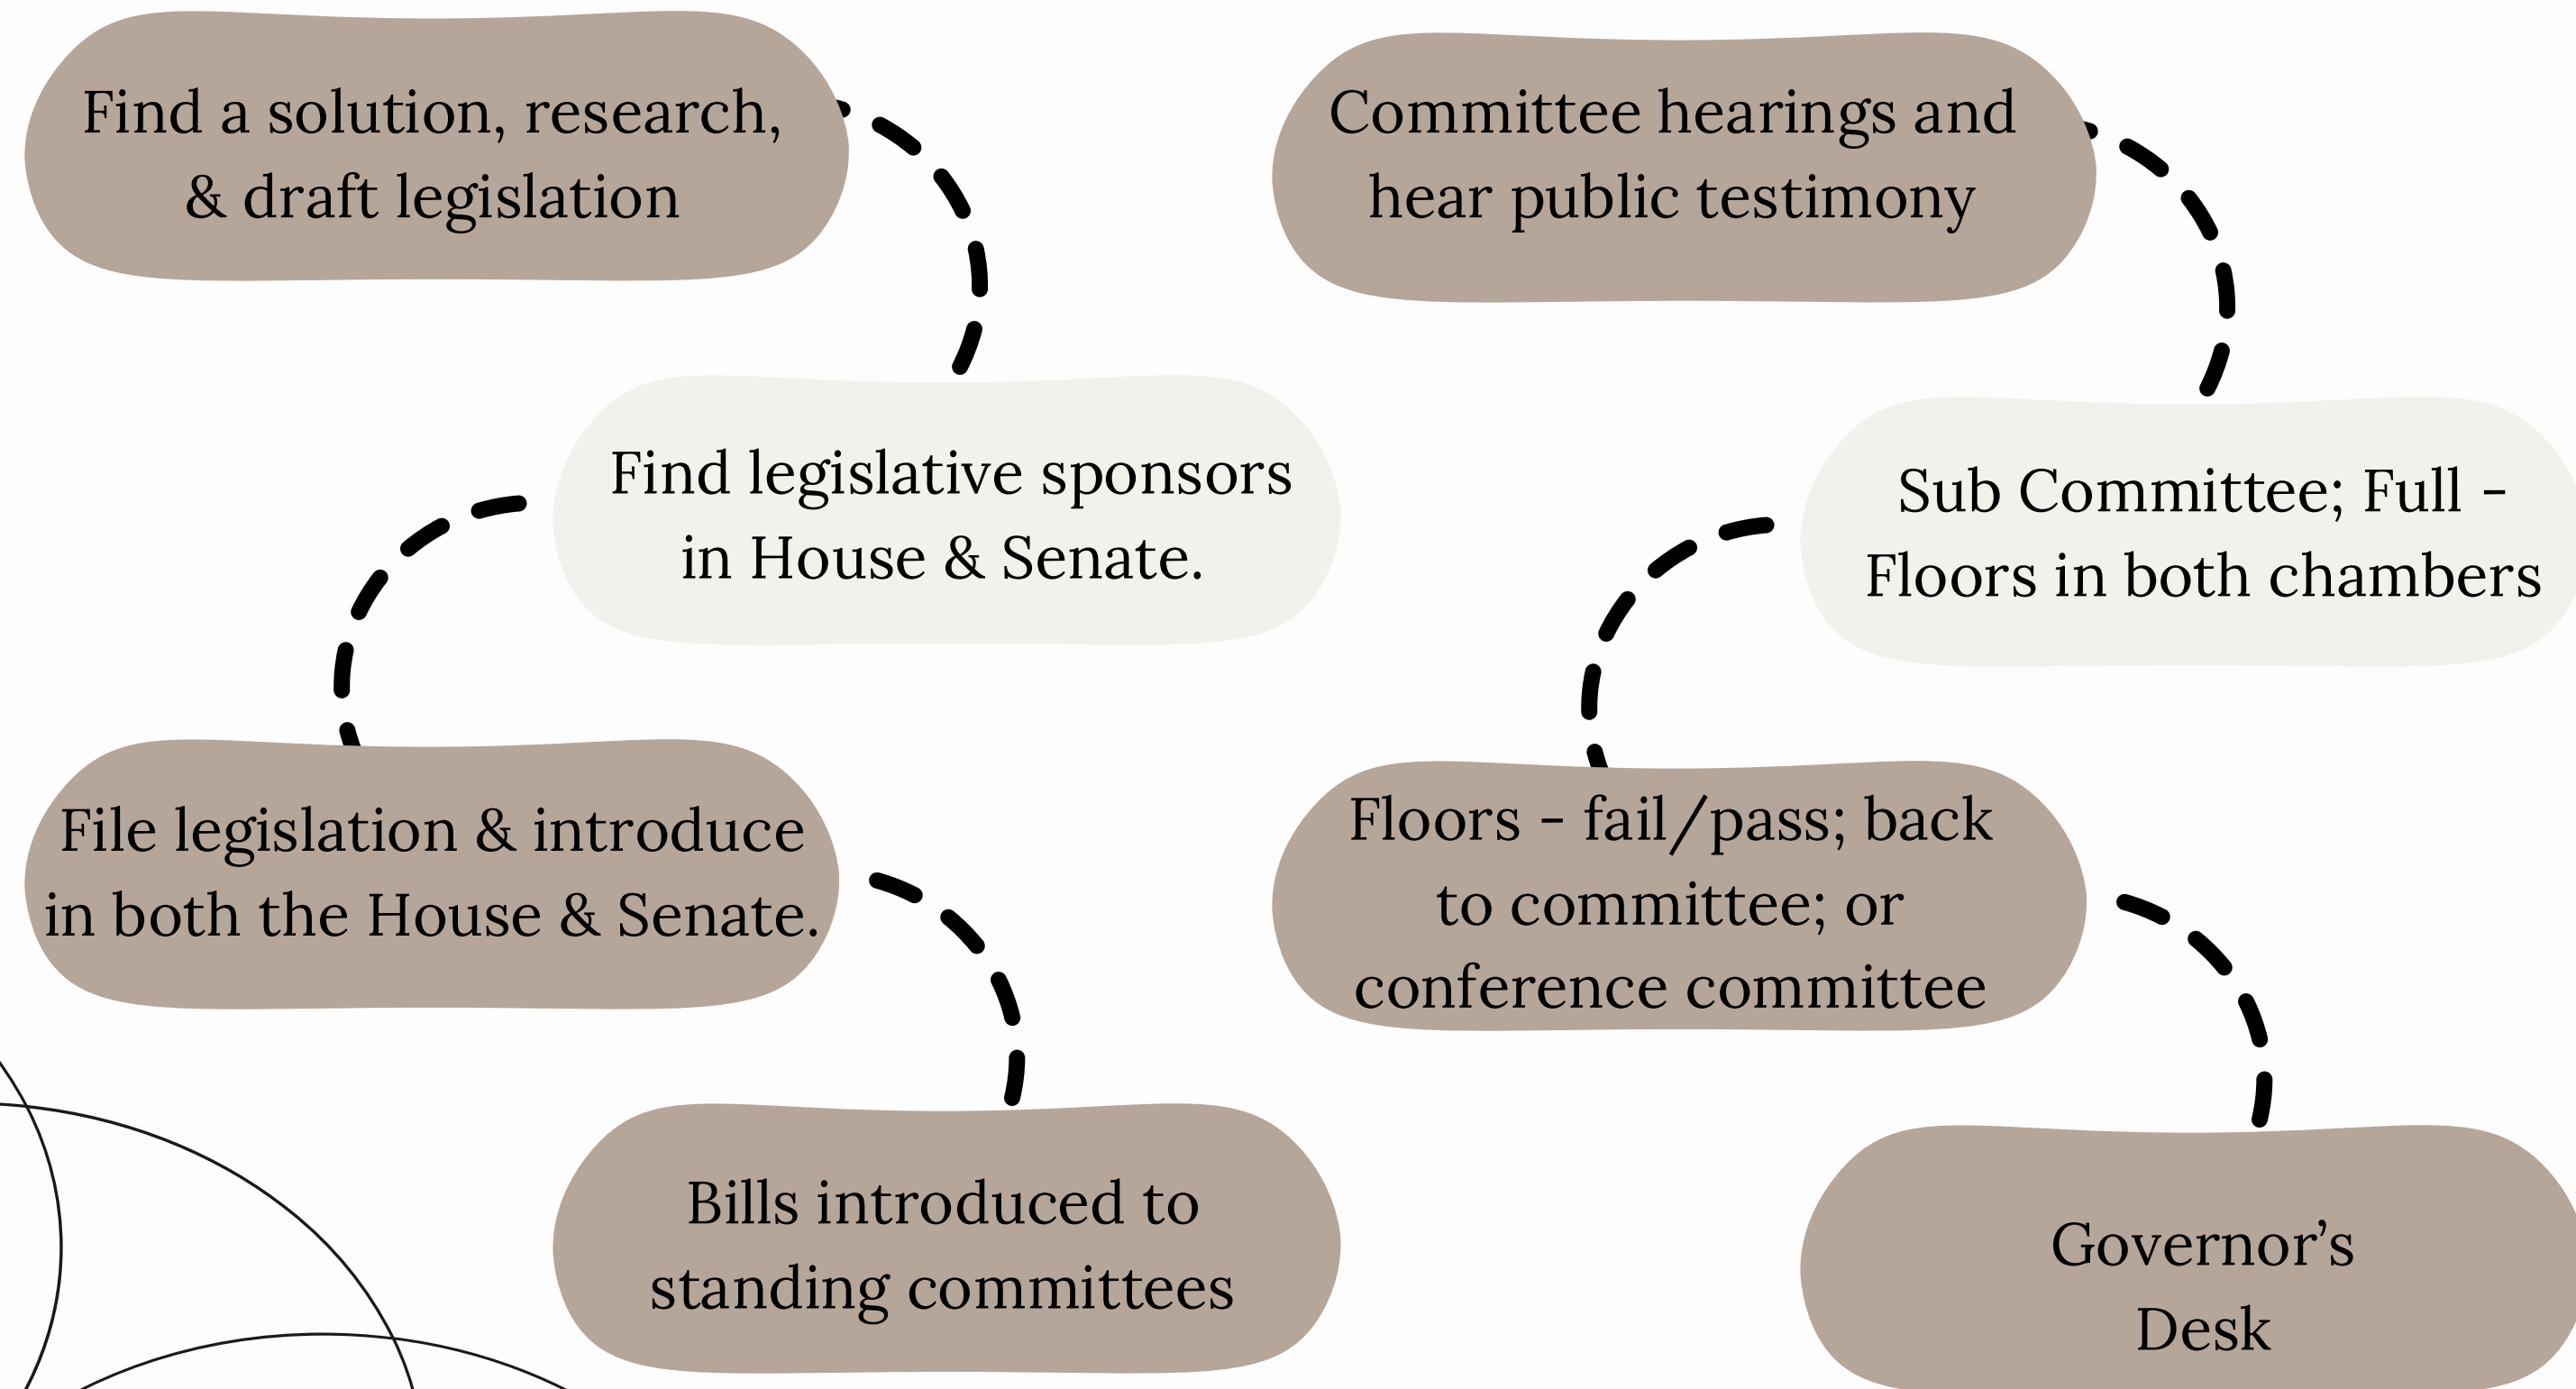 Find a solution, research,
& draft legislation
Find legislative sponsors
in House & Senate.
File legislation & introduce
in both the House & Senate.
Bills introduced to
standing committees
Committee hearings and
hear public testimony
Sub Committee; Full -
Floors in both chambers
Floors - fail/pass; back
to committee; or
conference committee
Governor’s
Desk